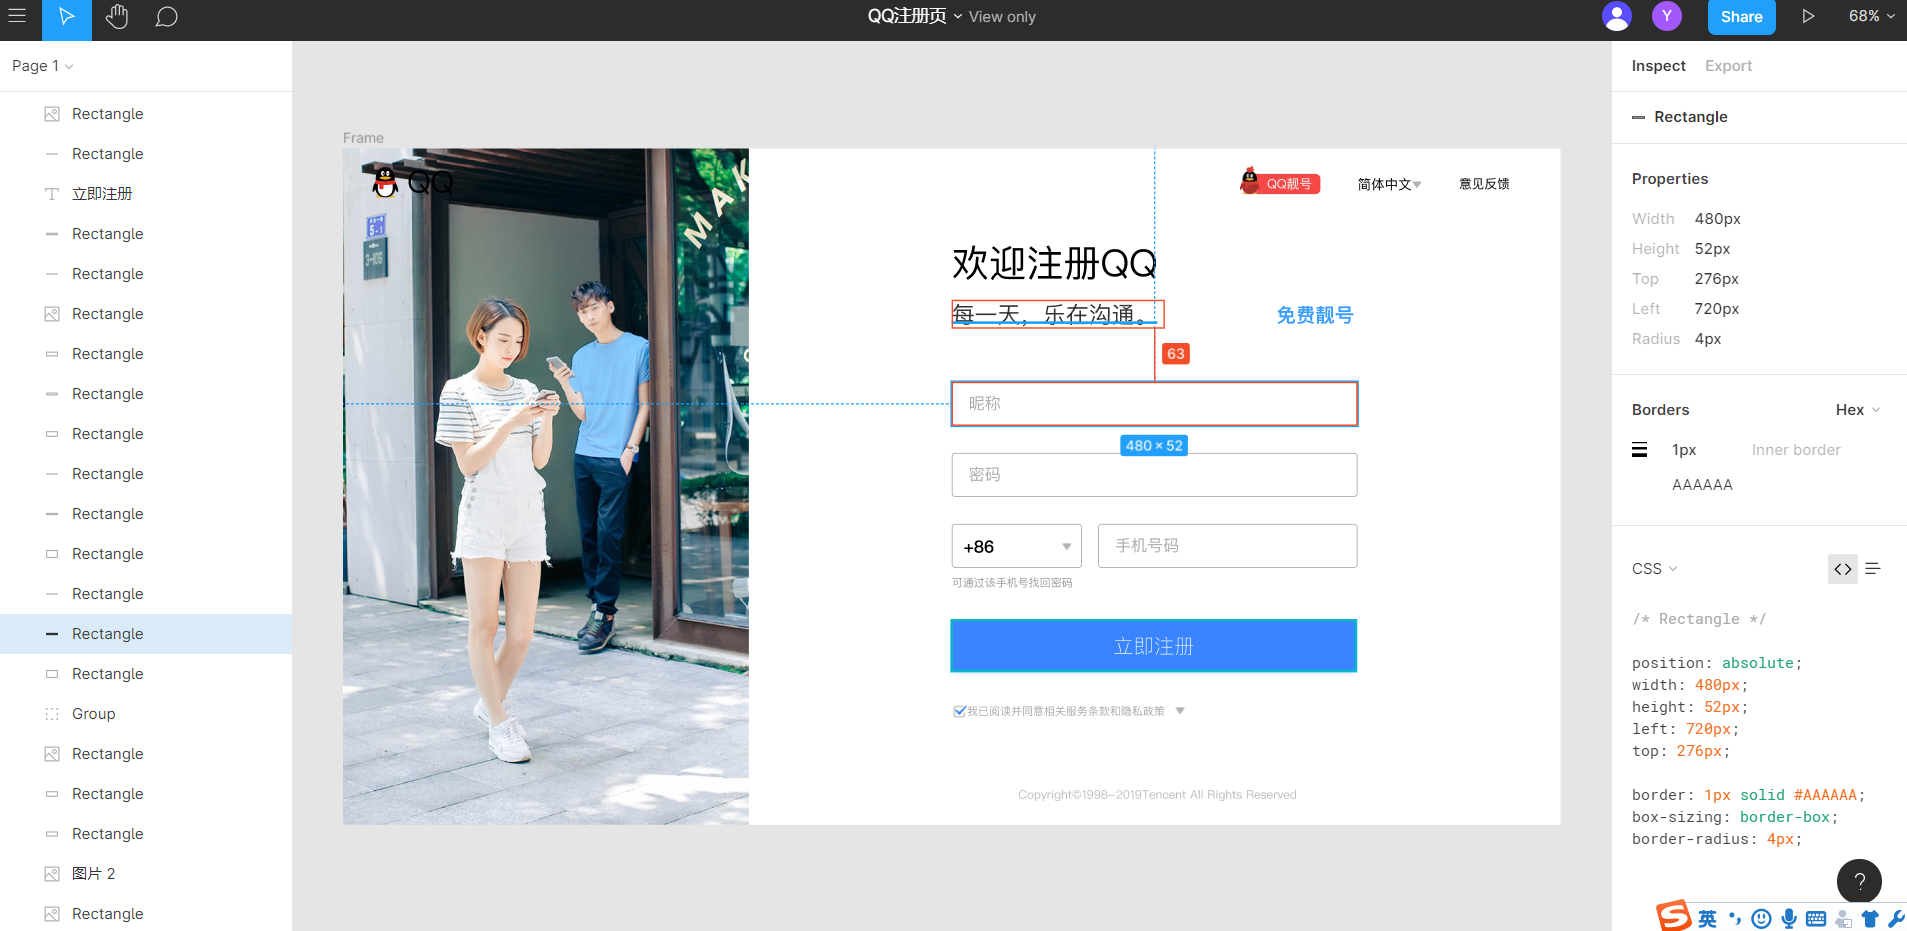 QQ注册页
View only
Y
Share
68%
Page 1
Rectangle
Rectangle
立即注册
Rectangle
Rectangle
Rectangle
Rectangle
Rectangle
Rectangle
Rectangle
Rectangle
Rectangle
Rectangle
Rectangle
Rectangle
Group
Rectangle
Rectangle
Rectangle
图片 2
Rectangle
Frame
QQ
MAK
5-1
3-106
QQ靓号
简体中文
意见反馈
欢迎注册QQ
每一天，乐在沟通。
免费靓号
63
昵称
480 × 52
密码
+86
手机号码
可通过该手机号找回密码
立即注册
我已阅读并同意相关服务条款和隐私政策
Copyright©1998-2019Tencent All Rights Reserved
Inspect
Export
Rectangle
Properties
Width 480px
Height 52px
Top 276px
Left 720px
Radius 4px
Borders
Hex
1px
Inner border
AAAAAA
CSS
/* Rectangle */
position: absolute;
width: 480px;
height: 52px;
left: 720px;
top: 276px;
border: 1px solid #AAAAAA;
box-sizing: border-box;
border-radius: 4px;
?
S
英